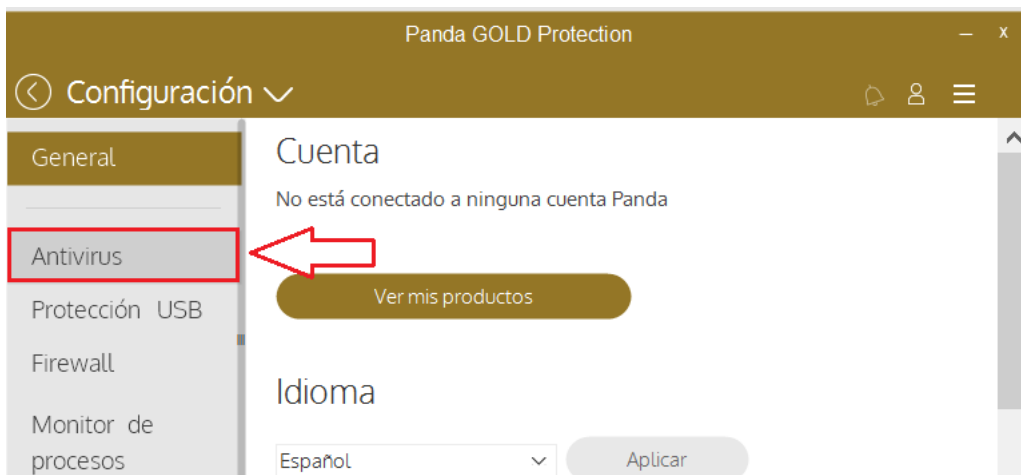 Panda GOLD Protection
Configuración
General
Antivirus
Protección USB
Firewall
Monitor de
procesos
Cuenta
No está conectado a ninguna cuenta Panda
Ver mis productos
Idioma
Español
Aplicar